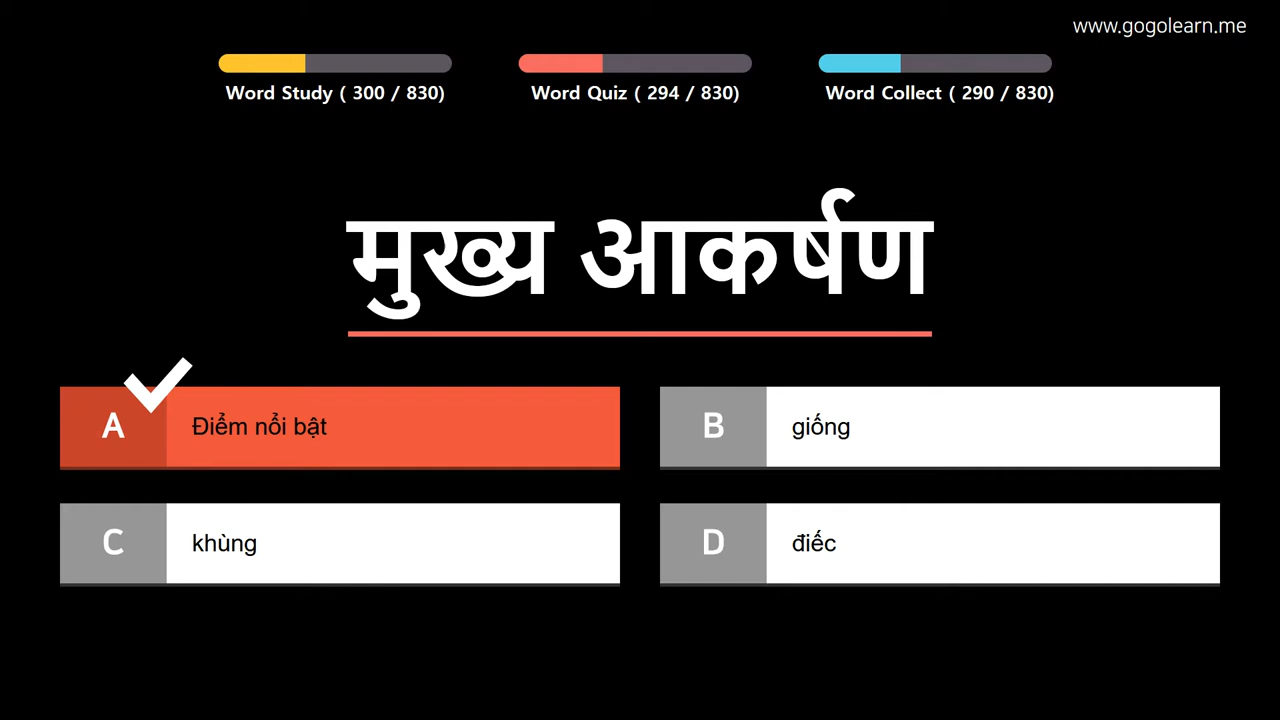 www.gogolearn.me
Word Study ( 300 / 830)
Word Quiz ( 294 / 830)
Word Collect ( 290 / 830)
मुख्य आकर्षण
A Điểm nổi bật
B giống
C khùng
D điếc